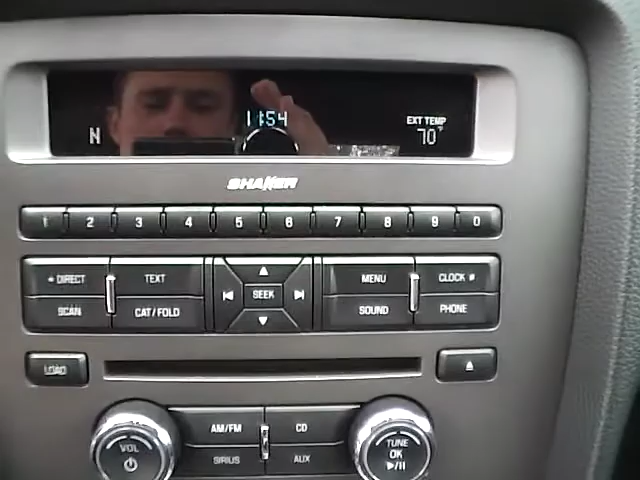 N 11:54 EXT TEMP
70°
SHAKER
1 2 3 4 5 6 7 8 9 0
* DIRECT TEXT MENU CLOCK #
SEEK
SCAN CAT/FOLD SOUND PHONE
LOAD
VOL AM/FM CD TUNE
OK
SIRIUS AUX